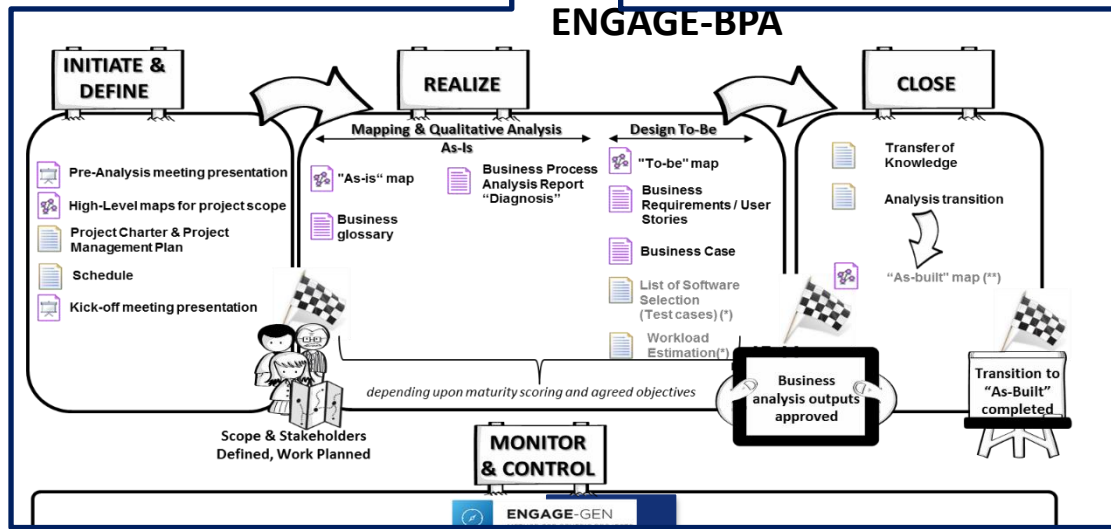 ENGAGE-BPA
INITIATE &
DEFINE
REALIZE
CLOSE
Pre-Analysis meeting presentation
High-Level maps for project scope
Project Charter & Project
Management Plan
Schedule
Kick-off meeting presentation
Mapping & Qualitative Analysis
As-Is
"As-is" map
Business
glossary
Business Process
Analysis Report
"Diagnosis"
Design To-Be
"To-be" map
Business
Requirements / User
Stories
Business Case
List of Software
Selection
(Test cases) (*)
Workload
Estimation(*)
depending upon maturity scoring and agreed objectives
Transfer of
Knowledge
Analysis transition
"As-built" map (**)
Scope & Stakeholders
Defined, Work Planned
Business
analysis outputs
approved
Transition to
"As-Built"
completed
MONITOR
& CONTROL
ENGAGE-GEN